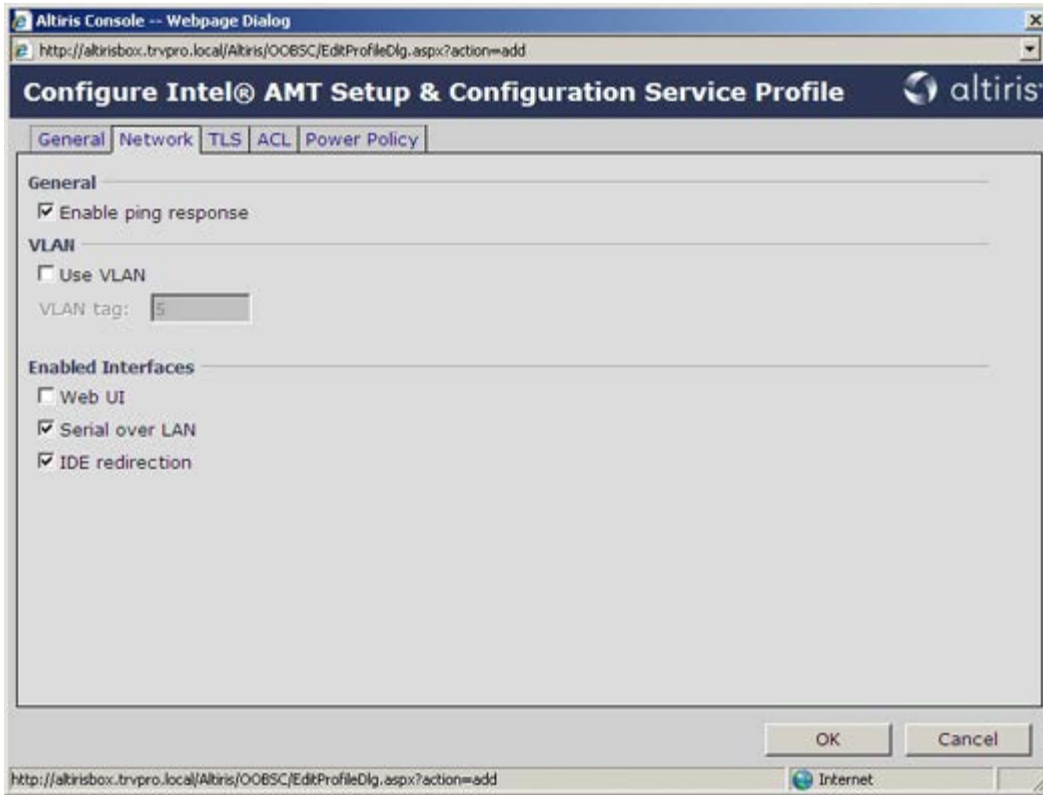 Altiris Console -- Webpage Dialog
http://altirisbox.trvpro.local/Altiris/OOBSC/EditProfileDlg.aspx?action=add
Configure Intel® AMT Setup & Configuration Service Profile altiris
General Network TLS ACL Power Policy
General
Enable ping response
VLAN
Use VLAN
VLAN tag: 5
Enabled Interfaces
Web UI
Serial over LAN
IDE redirection
OK Cancel
http://altirisbox.trvpro.local/Altiris/OOBSC/EditProfileDlg.aspx?action=add Internet